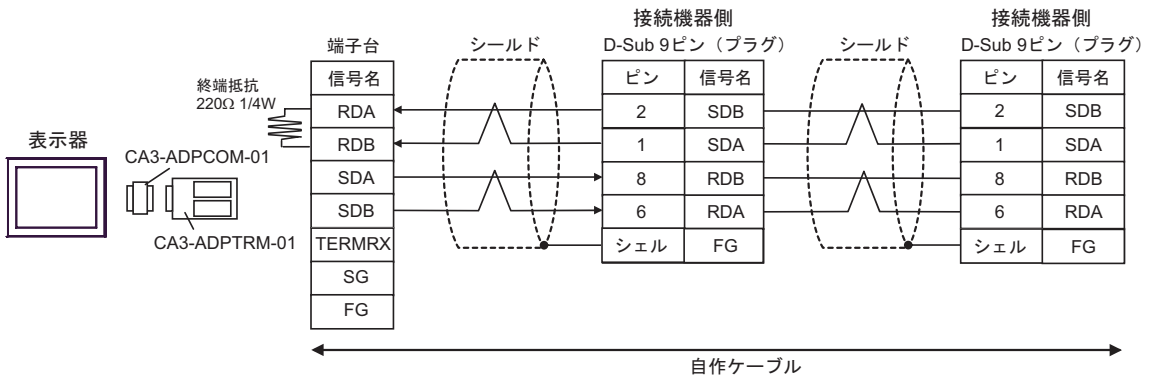 接続機器側
接続機器側
端子台
シールド
D-Sub 9ピン（プラグ）
シールド
D-Sub 9ピン（プラグ）
信号名
ピン
信号名
ピン
信号名
終端抵抗
220Ω 1/4W
RDA
2
SDB
2
SDB
表示器
RDB
1
SDA
1
SDA
CA3-ADPCOM-01
SDA
8
RDB
8
RDB
SDB
6
RDA
6
RDA
CA3-ADPTRM-01
TERMRX
シェル
FG
シェル
FG
SG
FG
自作ケーブル